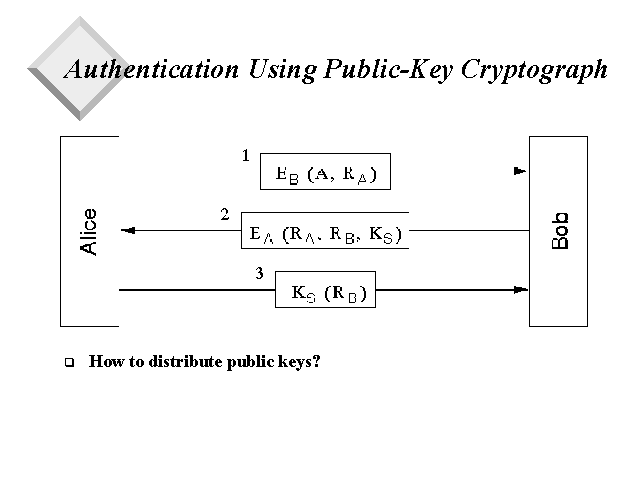 Authentication Using Public-Key Cryptograph
1
E_B (A, R_A)
2
E_A (R_A, R_B, K_S)
3
K_S (R_B)
Alice
Bob
❑ How to distribute public keys?